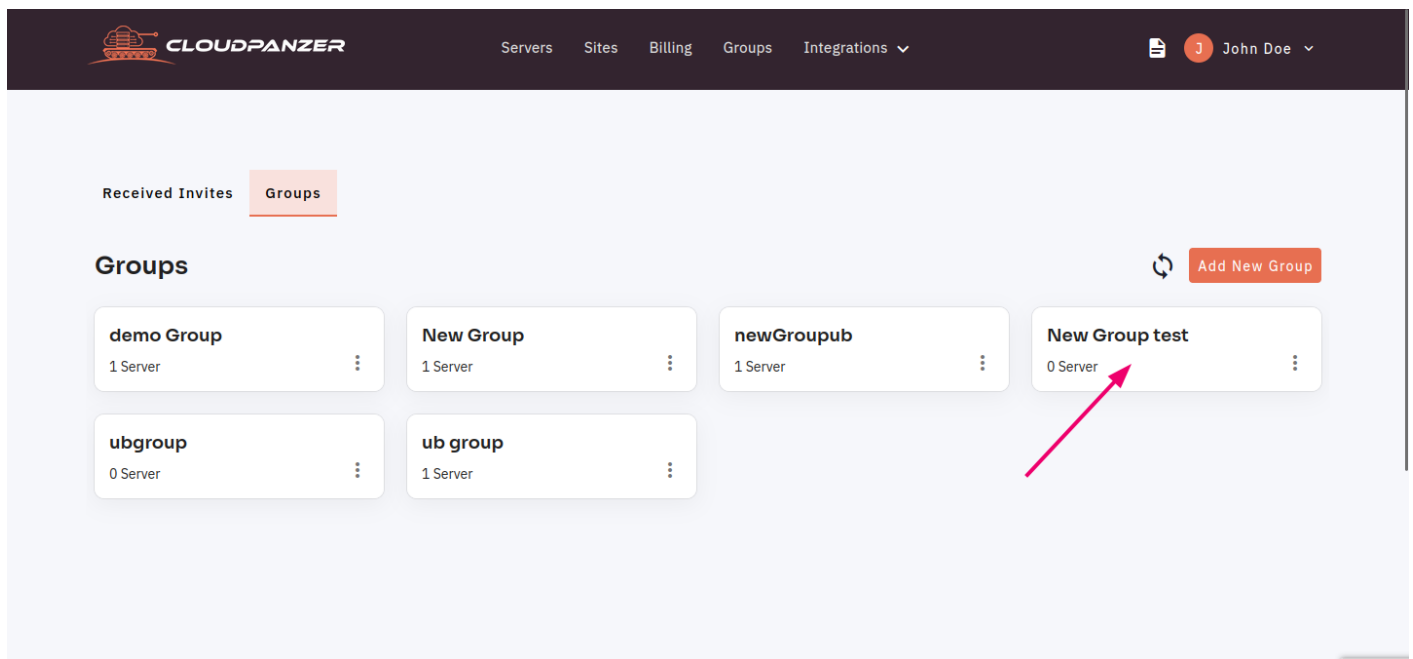 CLOUDPANZER Servers Sites Billing Groups Integrations J John Doe
Received Invites Groups
Groups Add New Group
demo Group New Group newGroupub New Group test
1 Server 1 Server 1 Server 0 Server
ubgroup ub group
0 Server 1 Server